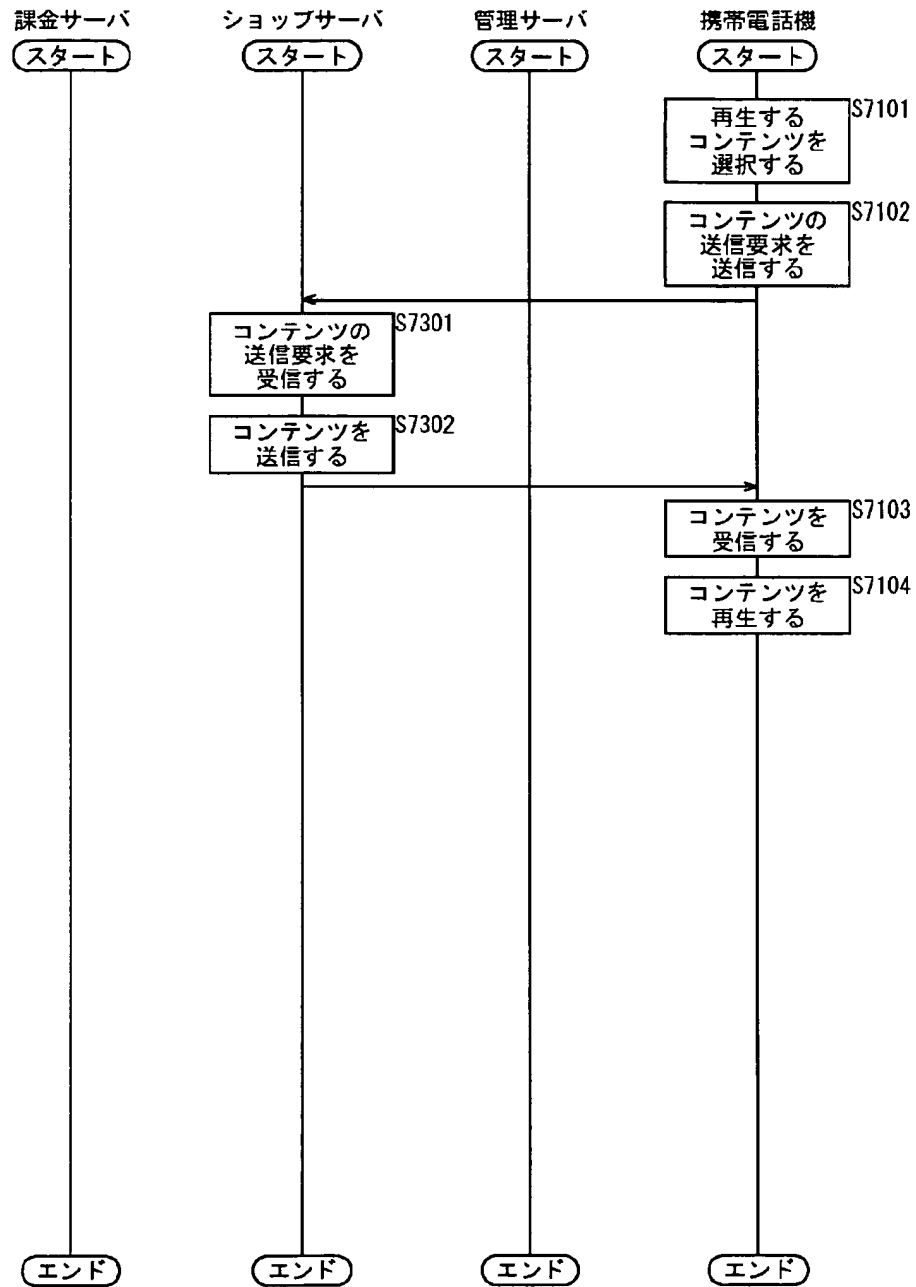 課金サーバ
ショップサーバ
管理サーバ
携帯電話機
スタート
スタート
スタート
スタート
再生する
コンテンツを
選択する
S7101
コンテンツの
送信要求を
送信する
S7102
コンテンツの
送信要求を
受信する
S7301
コンテンツを
送信する
S7302
コンテンツを
受信する
S7103
コンテンツを
再生する
S7104
エンド
エンド
エンド
エンド